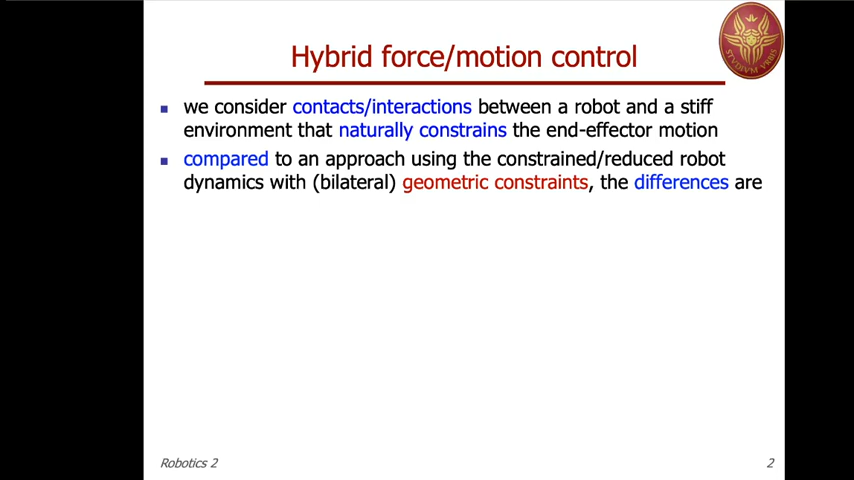 Hybrid force/motion control
STVDIVM VRBIS
we consider contacts/interactions between a robot and a stiff
environment that naturally constrains the end-effector motion
compared to an approach using the constrained/reduced robot
dynamics with (bilateral) geometric constraints, the differences are
Robotics 2
2